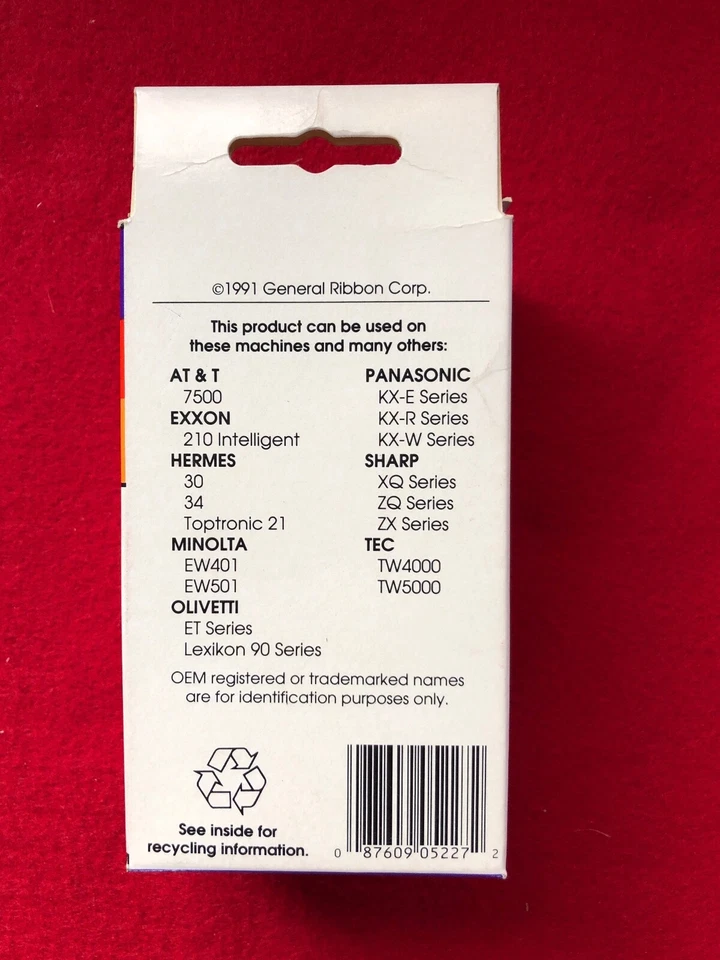 ©1991 General Ribbon Corp.
This product can be used on
these machines and many others:
AT & T
7500
EXXON
210 Intelligent
HERMES
30
34
Toptronic 21
MINOLTA
EW401
EW501
OLIVETTI
ET Series
Lexikon 90 Series
PANASONIC
KX-E Series
KX-R Series
KX-W Series
SHARP
XQ Series
ZQ Series
ZX Series
TEC
TW4000
TW5000
OEM registered or trademarked names
are for identification purposes only.
See inside for
recycling information.
0 87609 05227 2